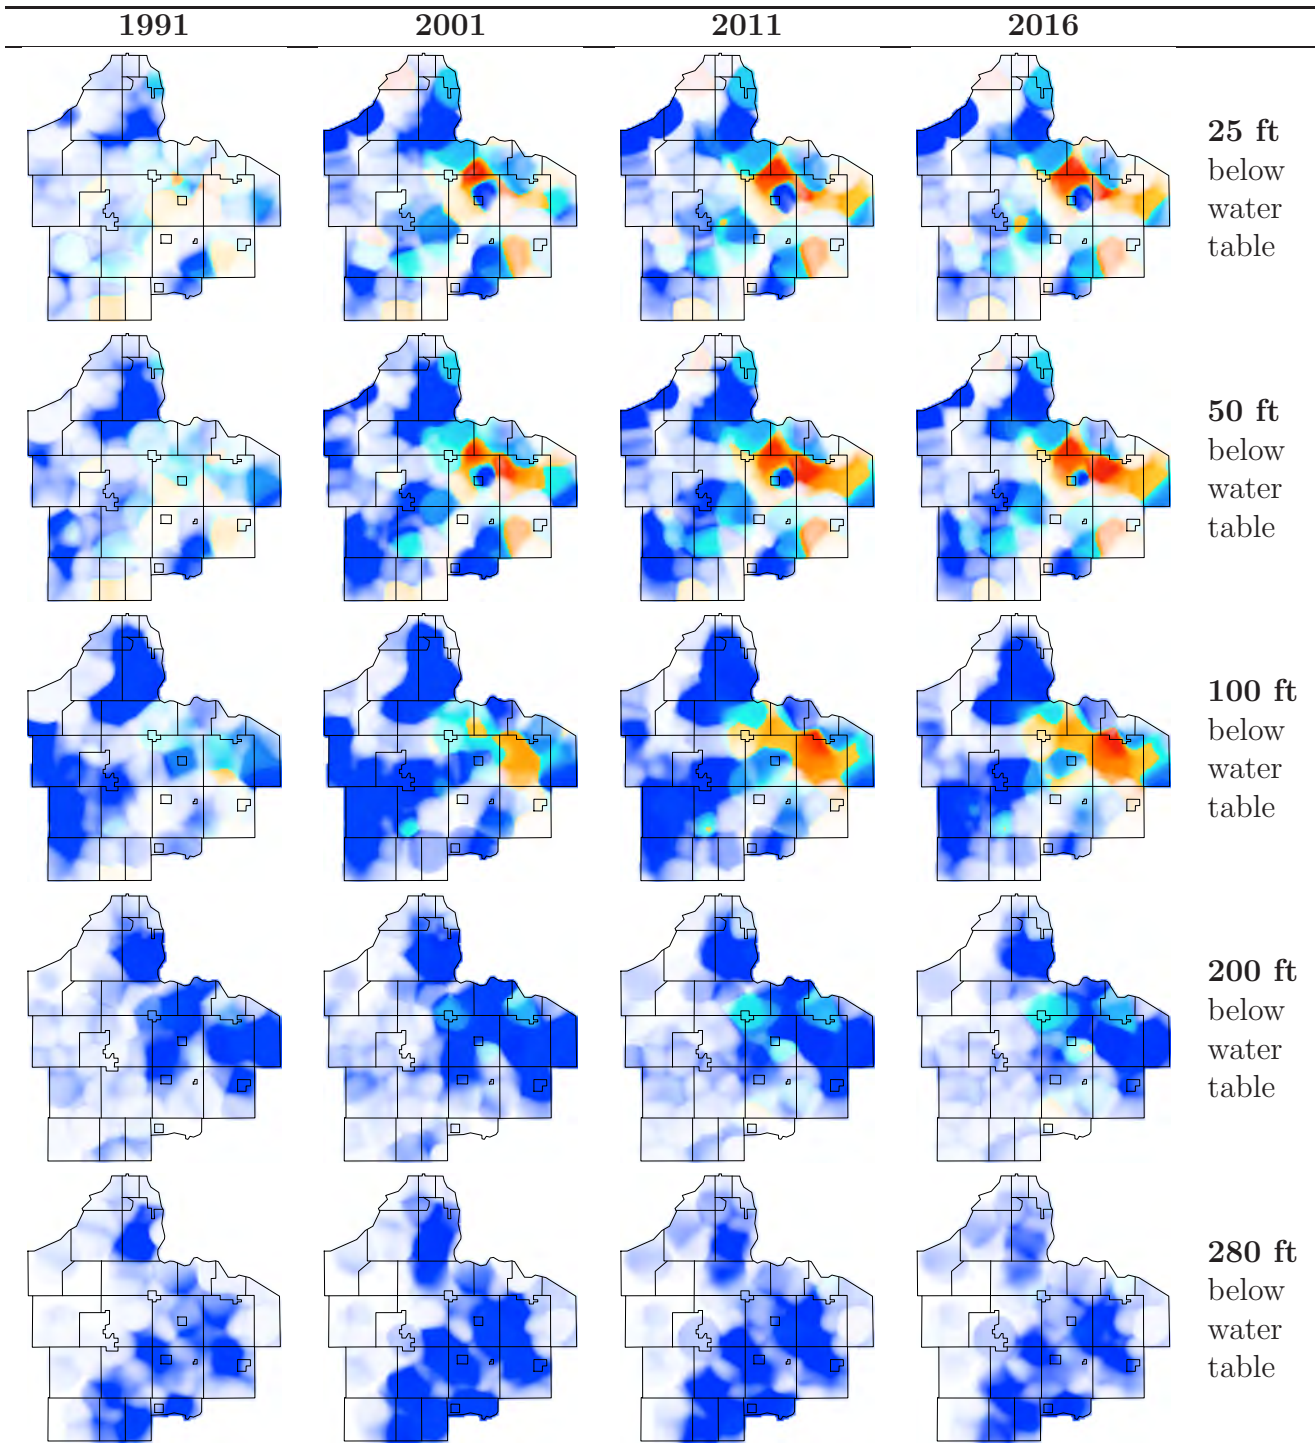 1991 2001 2011 2016
25 ft
below
water
table
50 ft
below
water
table
100 ft
below
water
table
200 ft
below
water
table
280 ft
below
water
table